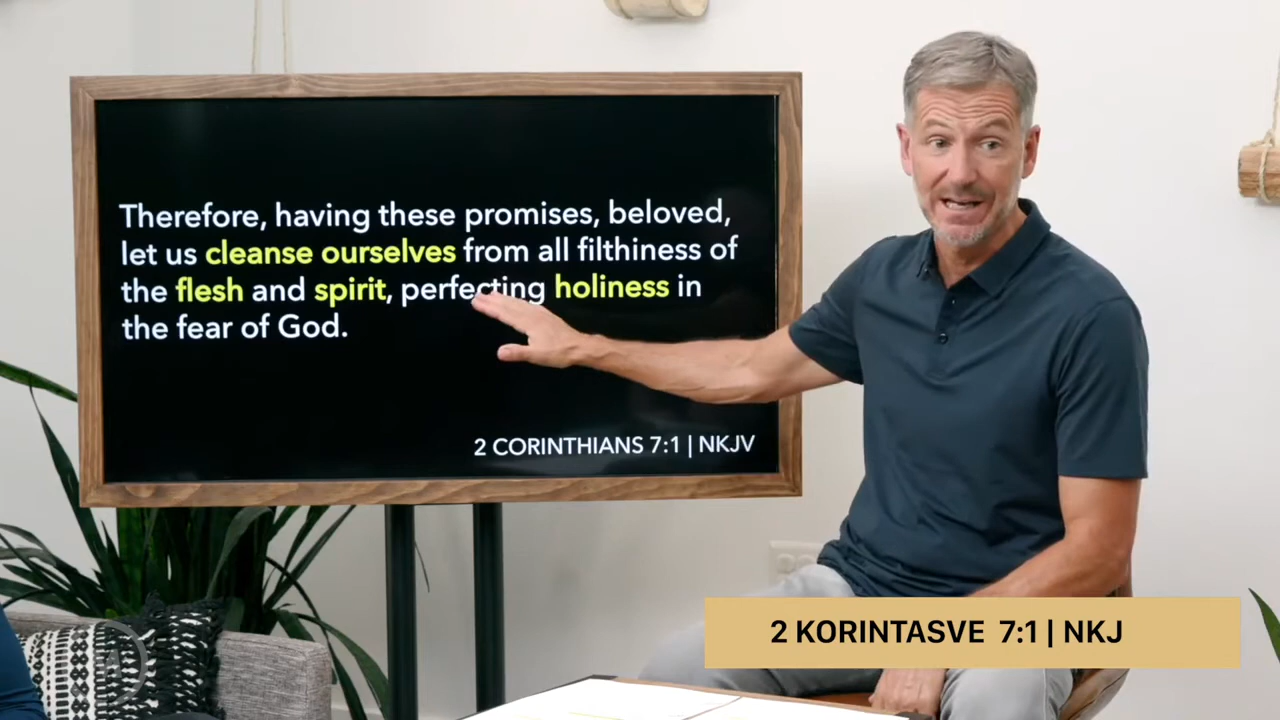 Therefore, having these promises, beloved,
let us cleanse ourselves from all filthiness of
the flesh and spirit, perfecting holiness in
the fear of God.
2 CORINTHIANS 7:1 | NKJV
2 KORINTASVE  7:1 | NKJ